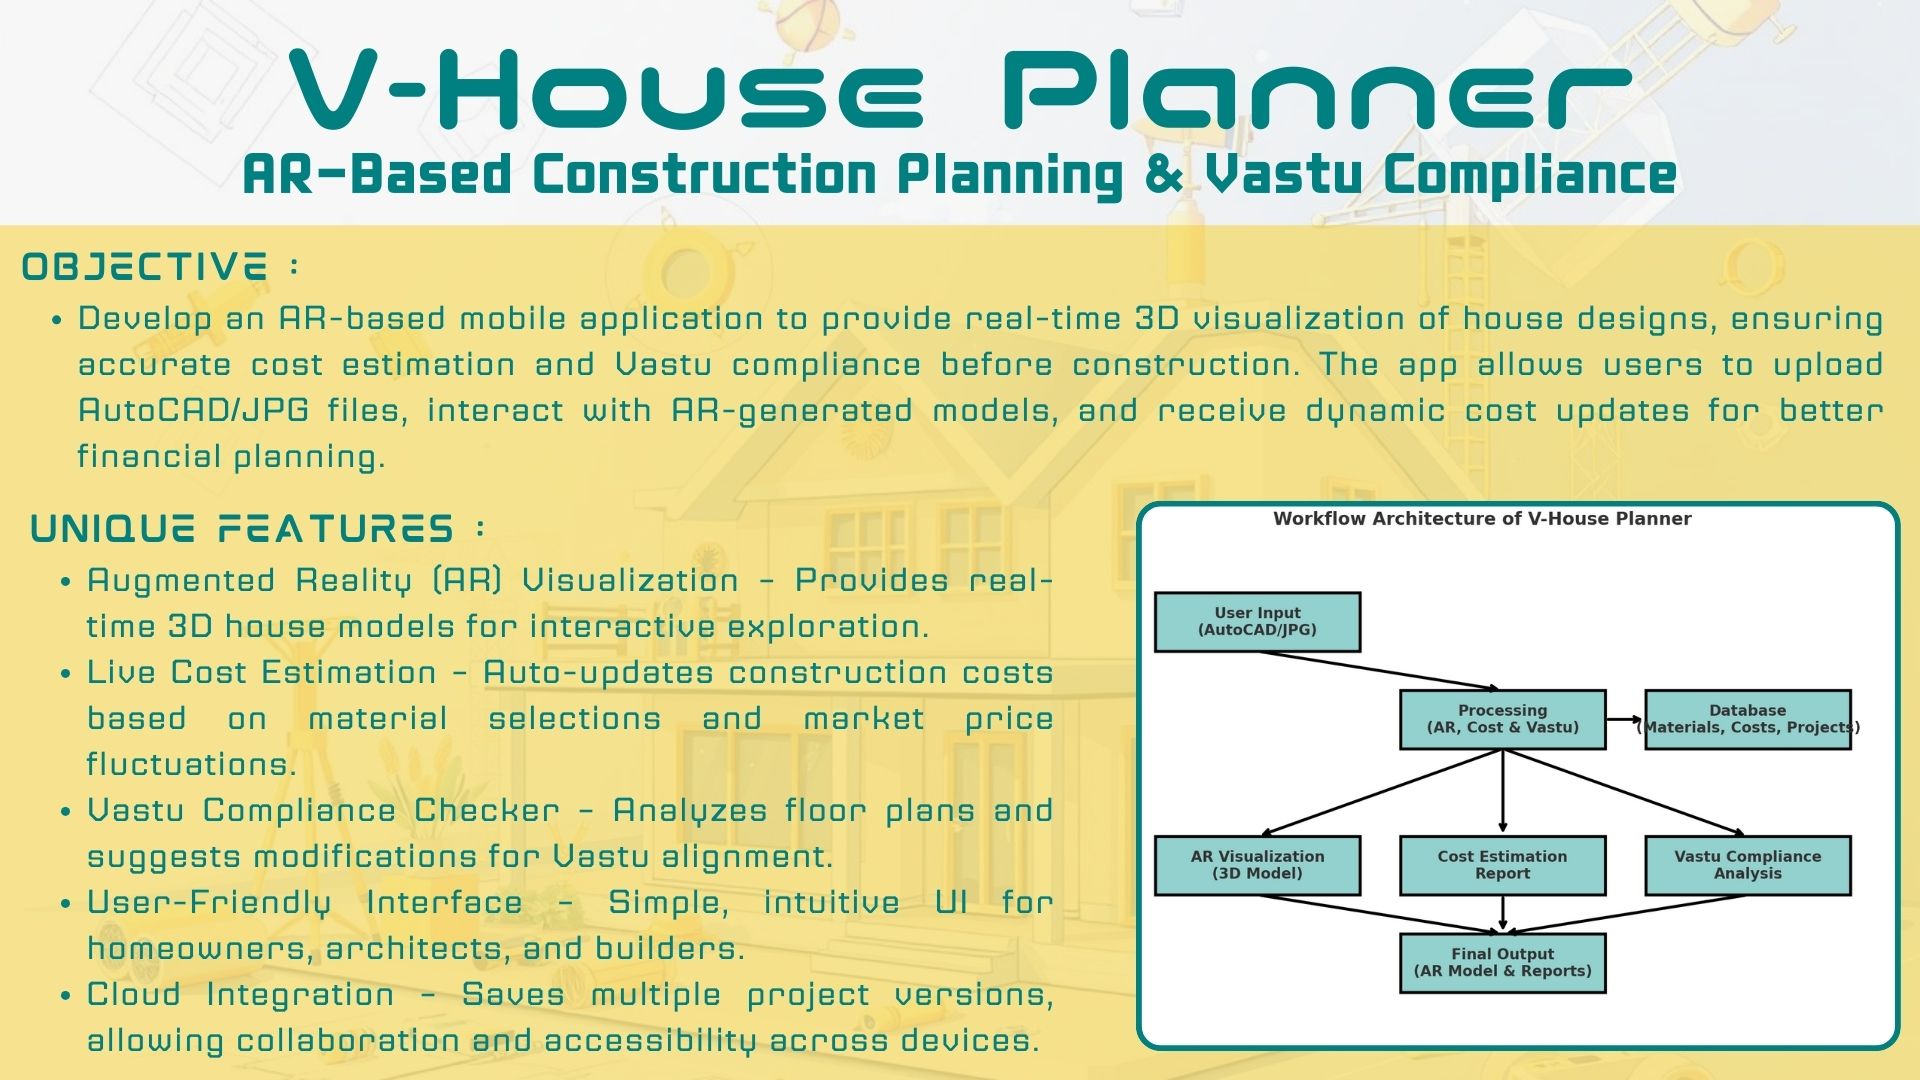 V-House Planner
AR-Based Construction Planning & Vastu Compliance
OBJECTIVE :
• Develop an AR-based mobile application to provide real-time 3D visualization of house designs, ensuring
accurate cost estimation and Vastu compliance before construction. The app allows users to upload
AutoCAD/JPG files, interact with AR-generated models, and receive dynamic cost updates for better
financial planning.
UNIQUE FEATURES :
• Augmented Reality (AR) Visualization – Provides real-
time 3D house models for interactive exploration.
• Live Cost Estimation – Auto-updates construction costs
based on material selections and market price
fluctuations.
• Vastu Compliance Checker – Analyzes floor plans and
suggests modifications for Vastu alignment.
• User-Friendly Interface – Simple, intuitive UI for
homeowners, architects, and builders.
• Cloud Integration – Saves multiple project versions,
allowing collaboration and accessibility across devices.
Workflow Architecture of V-House Planner
User Input
(AutoCAD/JPG)
Processing
(AR, Cost & Vastu)
Database
(Materials, Costs, Projects)
AR Visualization
(3D Model)
Cost Estimation
Report
Vastu Compliance
Analysis
Final Output
(AR Model & Reports)